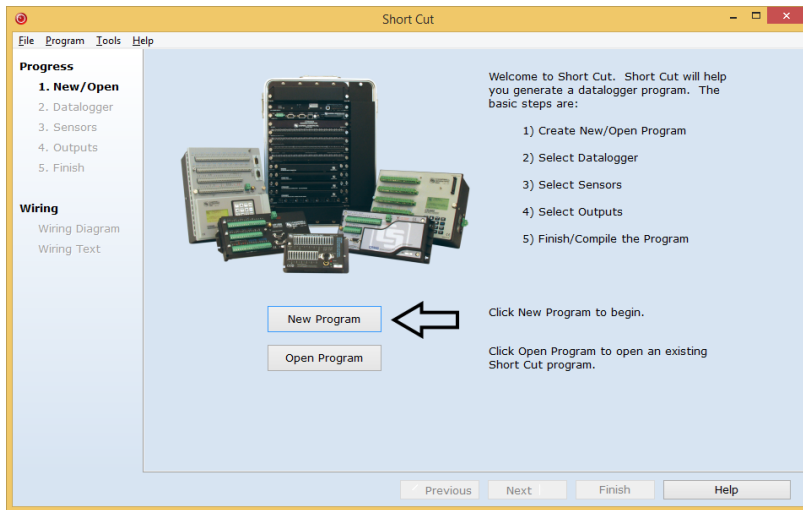 Short Cut
File Program Tools Help
Progress
1. New/Open
2. Datalogger
3. Sensors
4. Outputs
5. Finish
Wiring
Wiring Diagram
Wiring Text
Welcome to Short Cut. Short Cut will help
you generate a datalogger program. The
basic steps are:
1) Create New/Open Program
2) Select Datalogger
3) Select Sensors
4) Select Outputs
5) Finish/Compile the Program
New Program
Click New Program to begin.
Open Program
Click Open Program to open an existing
Short Cut program.
Previous Next Finish Help